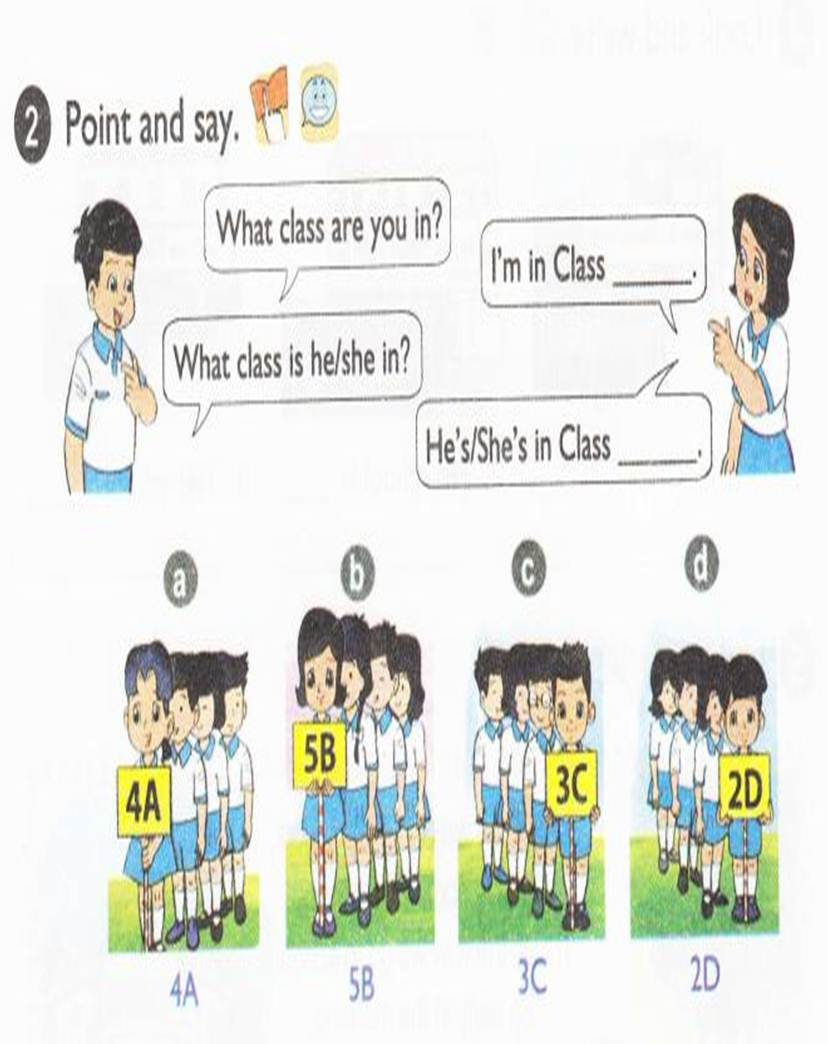 2 Point and say.
What class are you in?
I'm in Class ______.
What class is he/she in?
He's/She's in Class ______.
a b c d
4A 5B 3C 2D
4A 5B 3C 2D